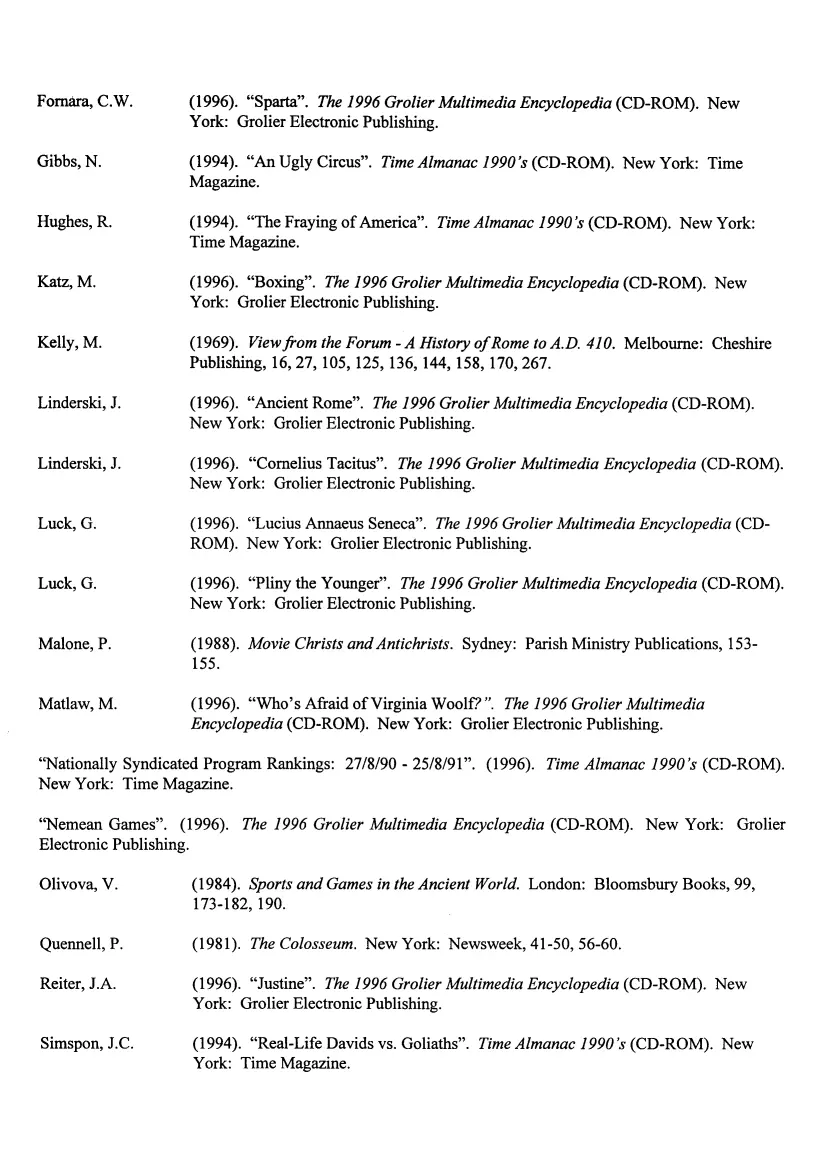 Fornara, C.W. (1996). “Sparta”. The 1996 Grolier Multimedia Encyclopedia (CD-ROM). New
York: Grolier Electronic Publishing.
Gibbs, N. (1994). “An Ugly Circus”. Time Almanac 1990’s (CD-ROM). New York: Time
Magazine.
Hughes, R. (1994). “The Fraying of America”. Time Almanac 1990’s (CD-ROM). New York:
Time Magazine.
Katz, M. (1996). “Boxing”. The 1996 Grolier Multimedia Encyclopedia (CD-ROM). New
York: Grolier Electronic Publishing.
Kelly, M. (1969). View from the Forum - A History of Rome to A.D. 410. Melbourne: Cheshire
Publishing, 16, 27, 105, 125, 136, 144, 158, 170, 267.
Linderski, J. (1996). “Ancient Rome”. The 1996 Grolier Multimedia Encyclopedia (CD-ROM).
New York: Grolier Electronic Publishing.
Linderski, J. (1996). “Cornelius Tacitus”. The 1996 Grolier Multimedia Encyclopedia (CD-ROM).
New York: Grolier Electronic Publishing.
Luck, G. (1996). “Lucius Annaeus Seneca”. The 1996 Grolier Multimedia Encyclopedia (CD-
ROM). New York: Grolier Electronic Publishing.
Luck, G. (1996). “Pliny the Younger”. The 1996 Grolier Multimedia Encyclopedia (CD-ROM).
New York: Grolier Electronic Publishing.
Malone, P. (1988). Movie Christs and Antichrists. Sydney: Parish Ministry Publications, 153-
155.
Matlaw, M. (1996). “Who’s Afraid of Virginia Woolf?”. The 1996 Grolier Multimedia
Encyclopedia (CD-ROM). New York: Grolier Electronic Publishing.
“Nationally Syndicated Program Rankings: 27/8/90 - 25/8/91”. (1996). Time Almanac 1990’s (CD-ROM).
New York: Time Magazine.
“Nemean Games”. (1996). The 1996 Grolier Multimedia Encyclopedia (CD-ROM). New York: Grolier
Electronic Publishing.
Olivova, V. (1984). Sports and Games in the Ancient World. London: Bloomsbury Books, 99,
173-182, 190.
Quennell, P. (1981). The Colosseum. New York: Newsweek, 41-50, 56-60.
Reiter, J.A. (1996). “Justine”. The 1996 Grolier Multimedia Encyclopedia (CD-ROM). New
York: Grolier Electronic Publishing.
Simspon, J.C. (1994). “Real-Life Davids vs. Goliaths”. Time Almanac 1990’s (CD-ROM). New
York: Time Magazine.